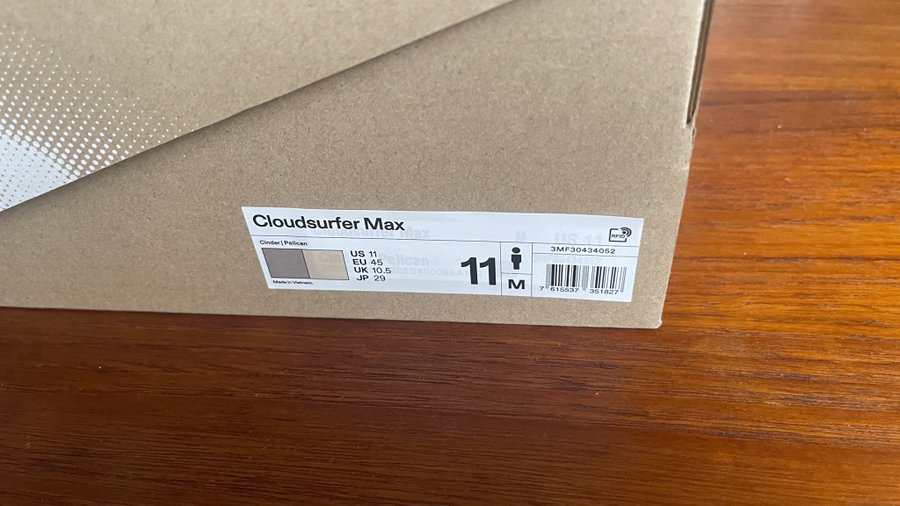 Cloudsurfer Max
Cinder | Pelican
US 11
EU 45
UK 10.5
JP 29
Made in Vietnam.
11
M
RFID
3MF30434052
7 615537 351827